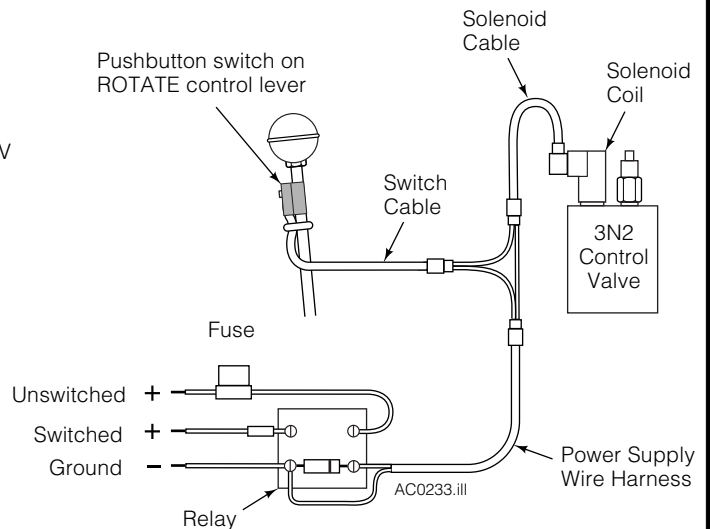 Solenoid
Cable
Pushbutton switch on
ROTATE control lever
Solenoid
Coil
V
Switch
Cable
3N2
Control
Valve
Fuse
Unswitched +
Switched +
Ground –
Power Supply
Wire Harness
AC0233.ill
Relay